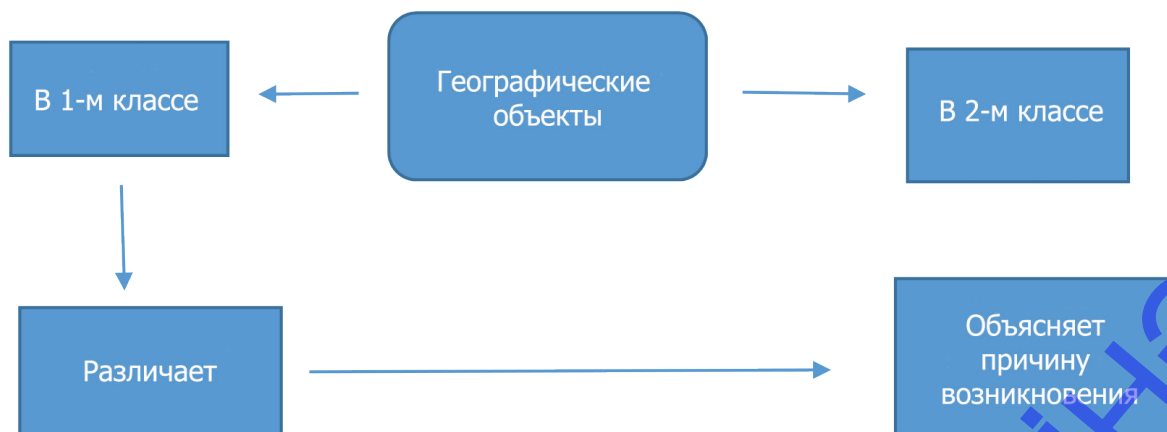 В 1-м классе
Географические
объекты
В 2-м классе
Различает
Объясняет
причину
возникновения